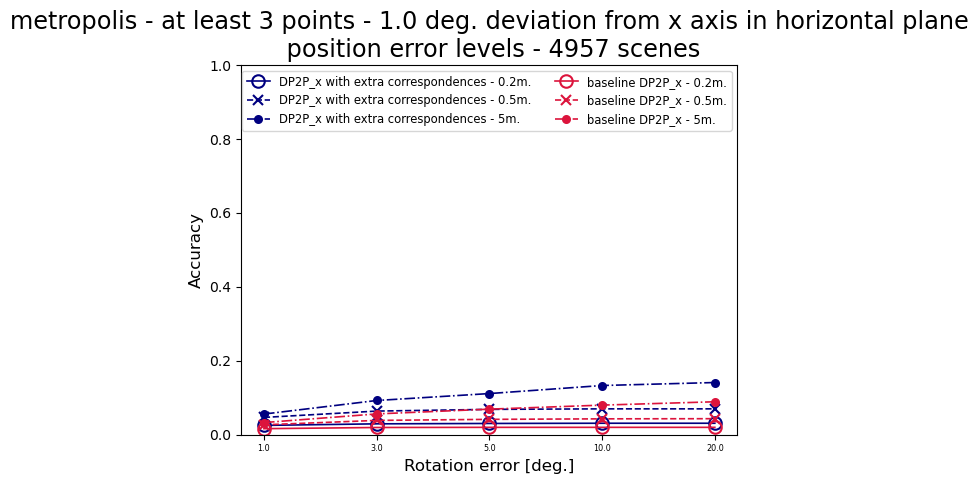 metropolis - at least 3 points - 1.0 deg. deviation from x axis in horizontal plane
position error levels - 4957 scenes
DP2P_x with extra correspondences - 0.2m.
DP2P_x with extra correspondences - 0.5m.
DP2P_x with extra correspondences - 5m.
baseline DP2P_x - 0.2m.
baseline DP2P_x - 0.5m.
baseline DP2P_x - 5m.
Accuracy
1.0
0.8
0.6
0.4
0.2
0.0
1.0 3.0 5.0 10.0 20.0
Rotation error [deg.]